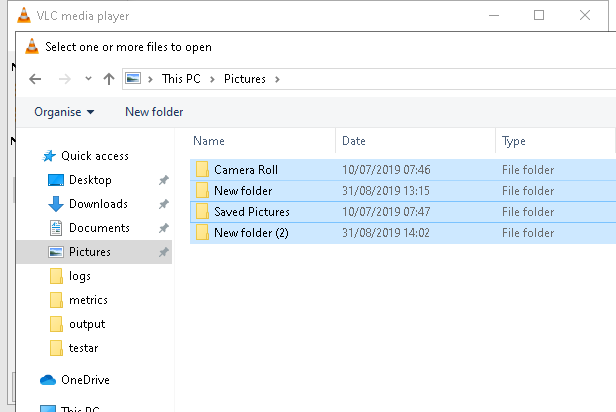 VLC media player
Select one or more files to open
This PC > Pictures >
Organise New folder
Name Date Type
Quick access
Camera Roll 10/07/2019 07:46 File folder
Desktop
New folder 31/08/2019 13:15 File folder
Downloads
Saved Pictures 10/07/2019 07:47 File folder
Documents
New folder (2) 31/08/2019 14:02 File folder
Pictures
logs
metrics
output
testar
OneDrive
This PC